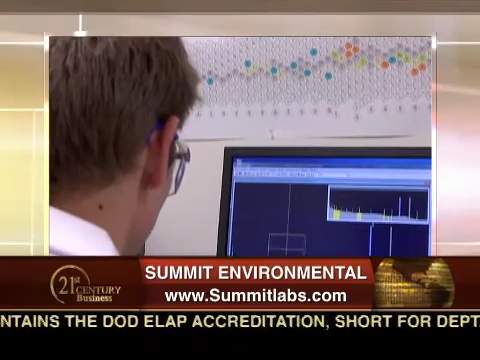 21st
CENTURY
Business
SUMMIT ENVIRONMENTAL
www.Summitlabs.com
NTAINS THE DOD ELAP ACCREDITATION, SHORT FOR DEPT